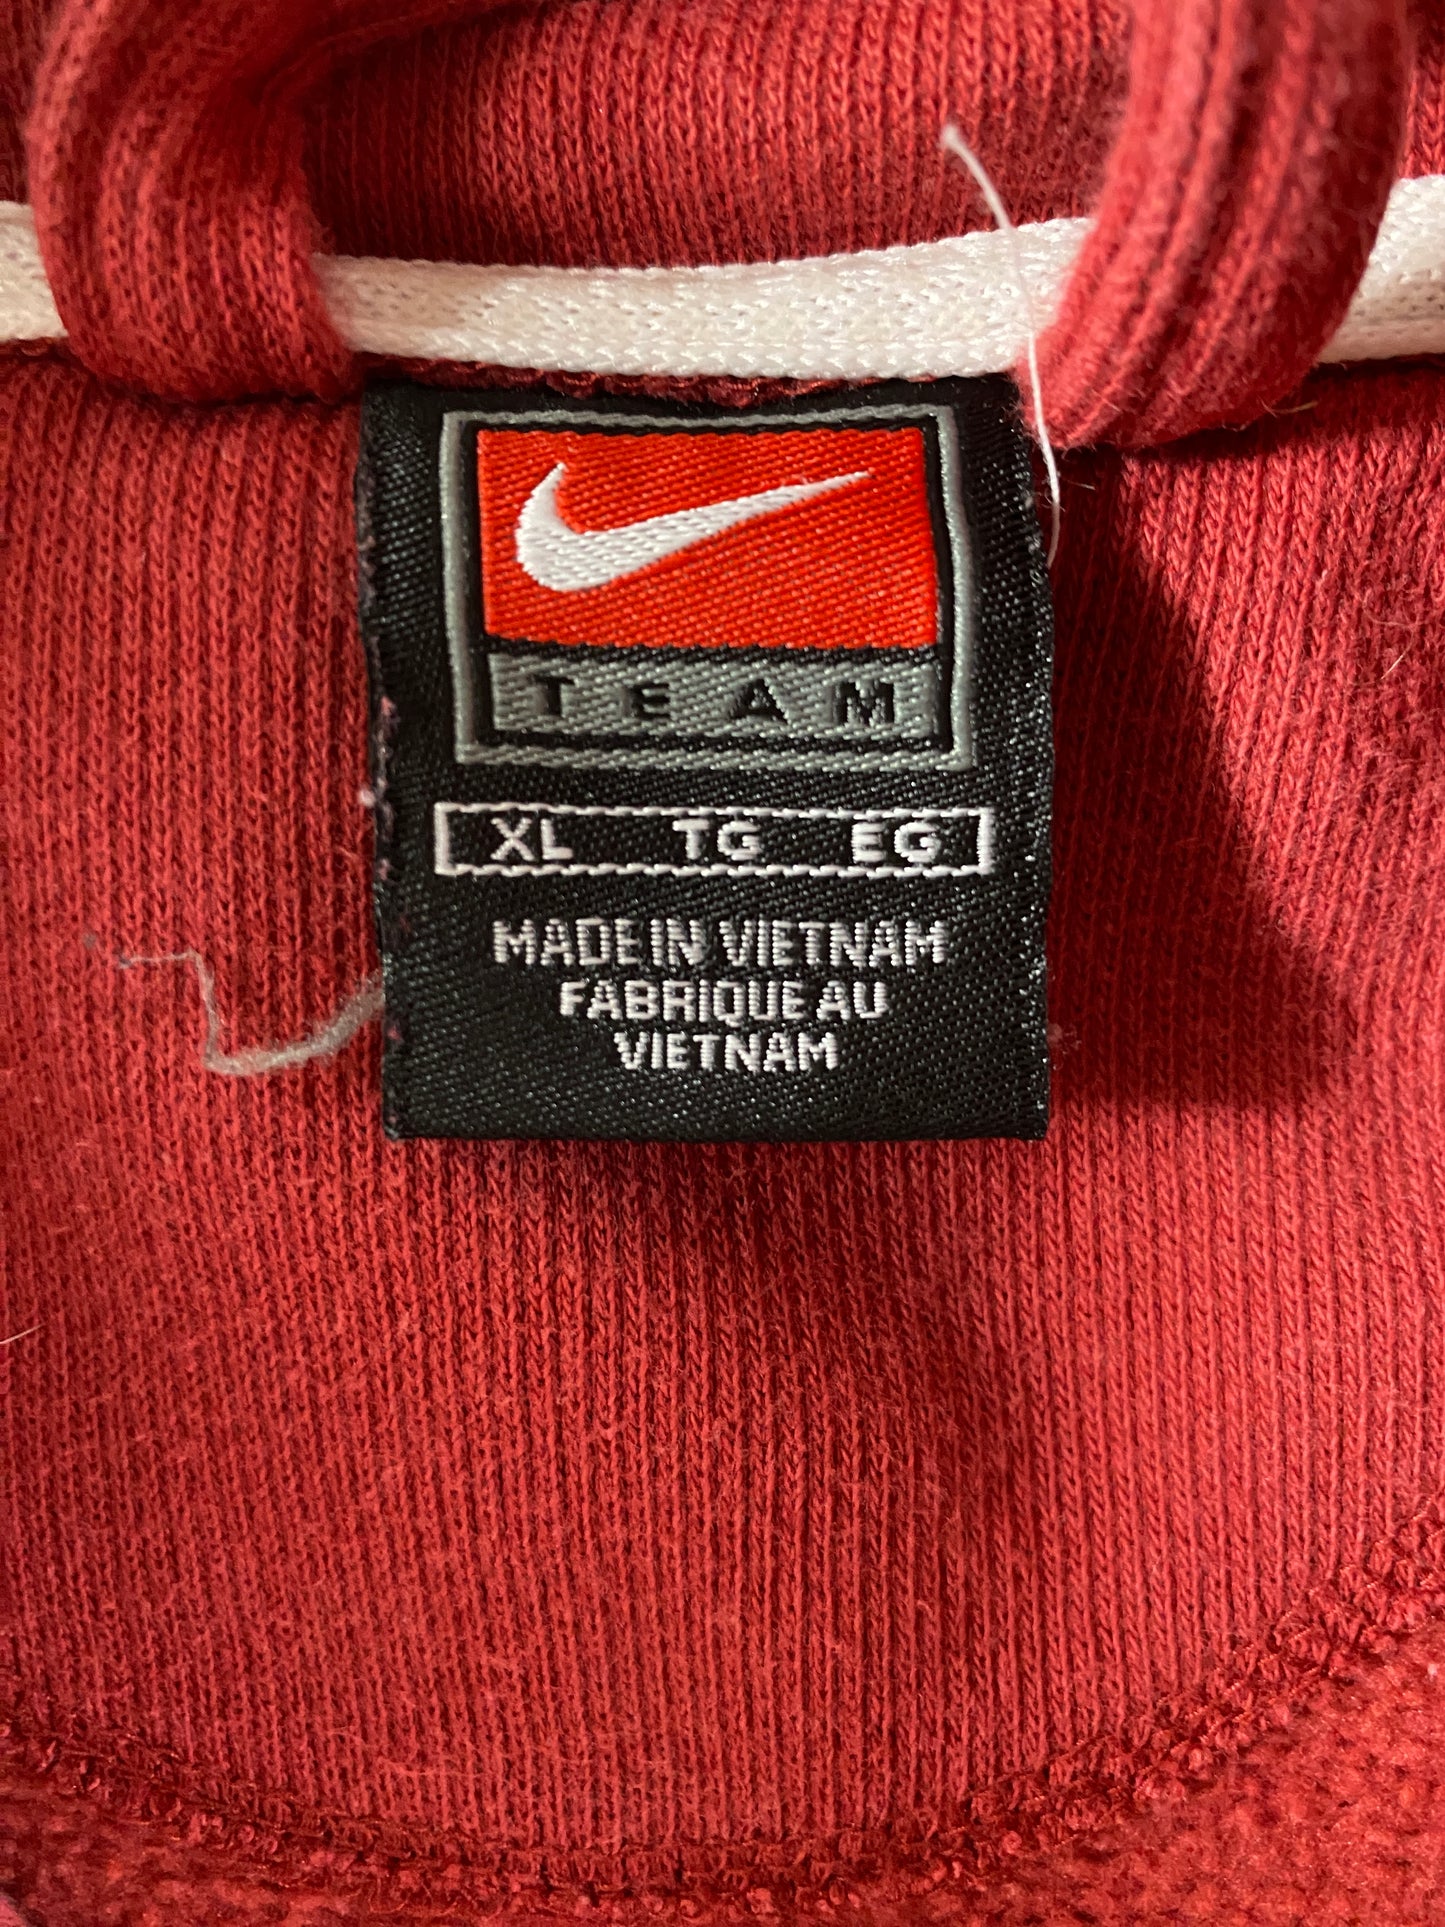 TEAM
XL TG EG
MADE IN VIETNAM
FABRIQUE AU
VIETNAM